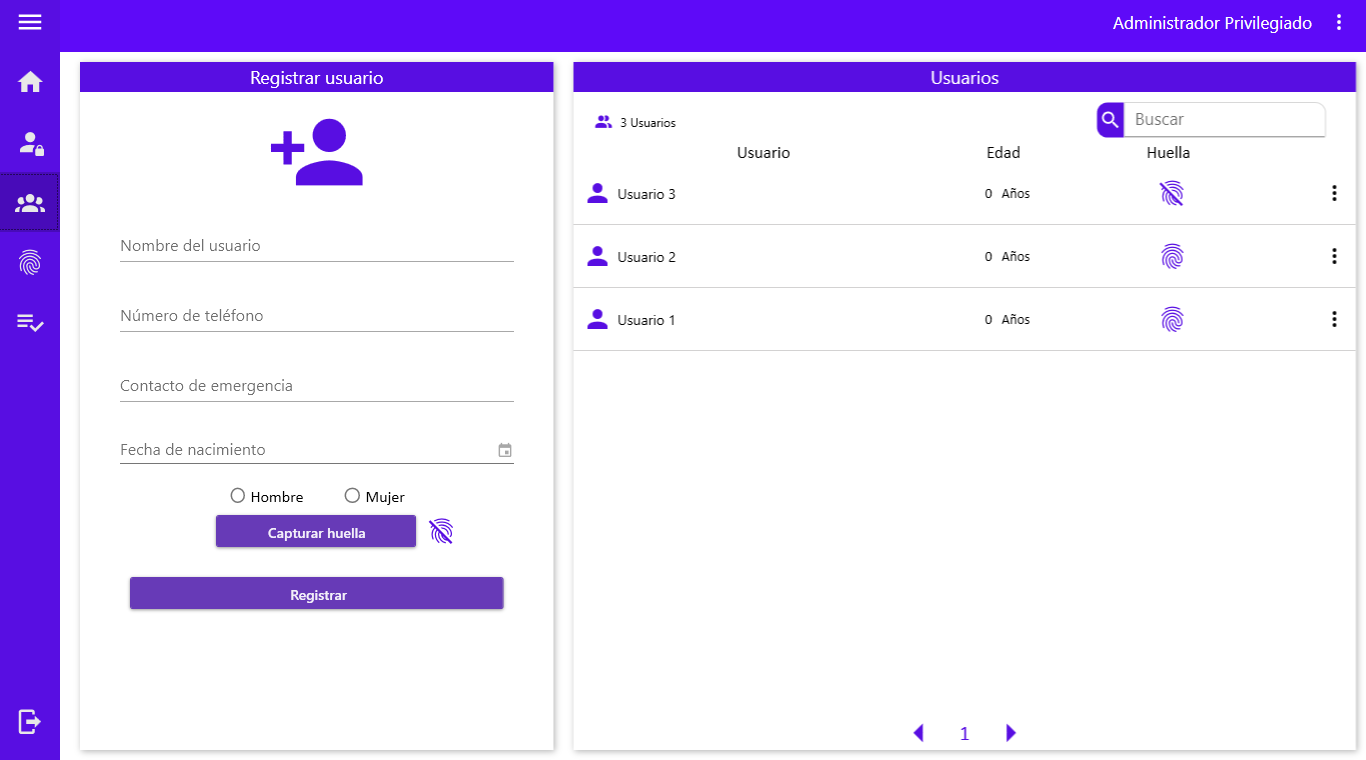 Administrador Privilegiado
Registrar usuario
Nombre del usuario
Número de teléfono
Contacto de emergencia
Fecha de nacimiento
Hombre Mujer
Capturar huella
Registrar
Usuarios
3 Usuarios
Buscar
Usuario Edad Huella
Usuario 3 0 Años
Usuario 2 0 Años
Usuario 1 0 Años
1